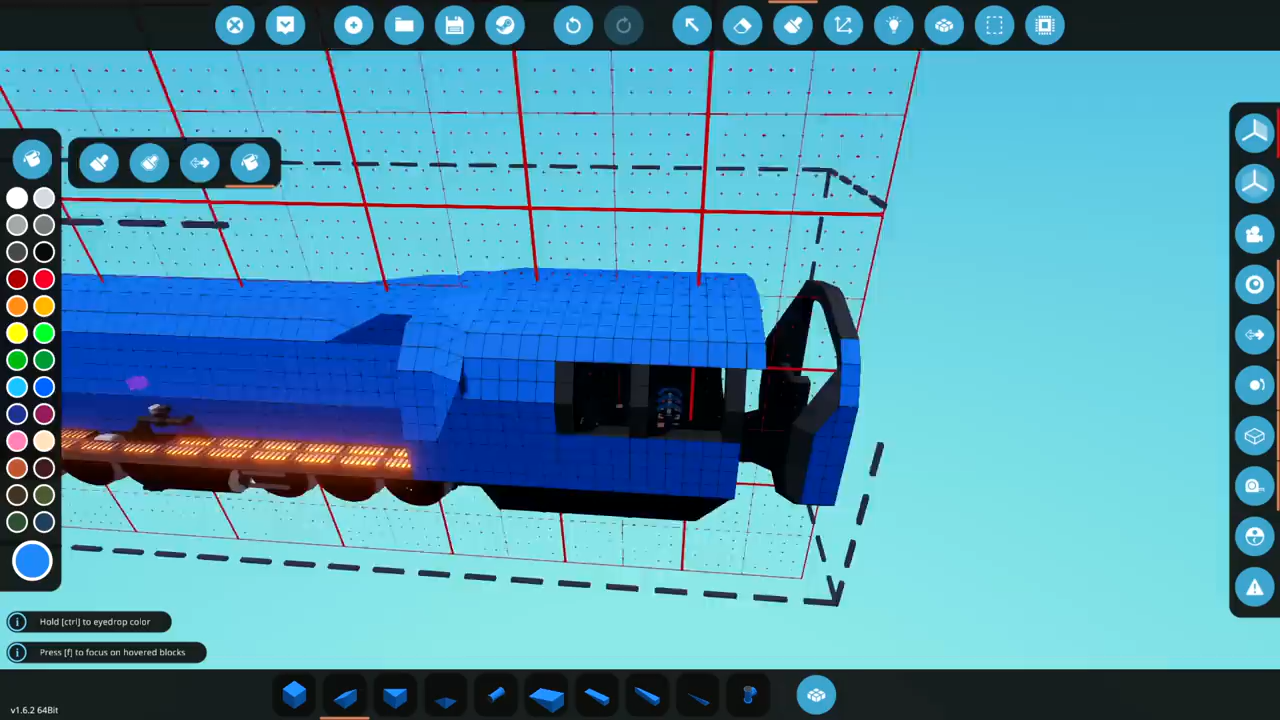 Hold [ctrl] to eyedrop color
Press [f] to focus on hovered blocks
v1.6.2 64Bit